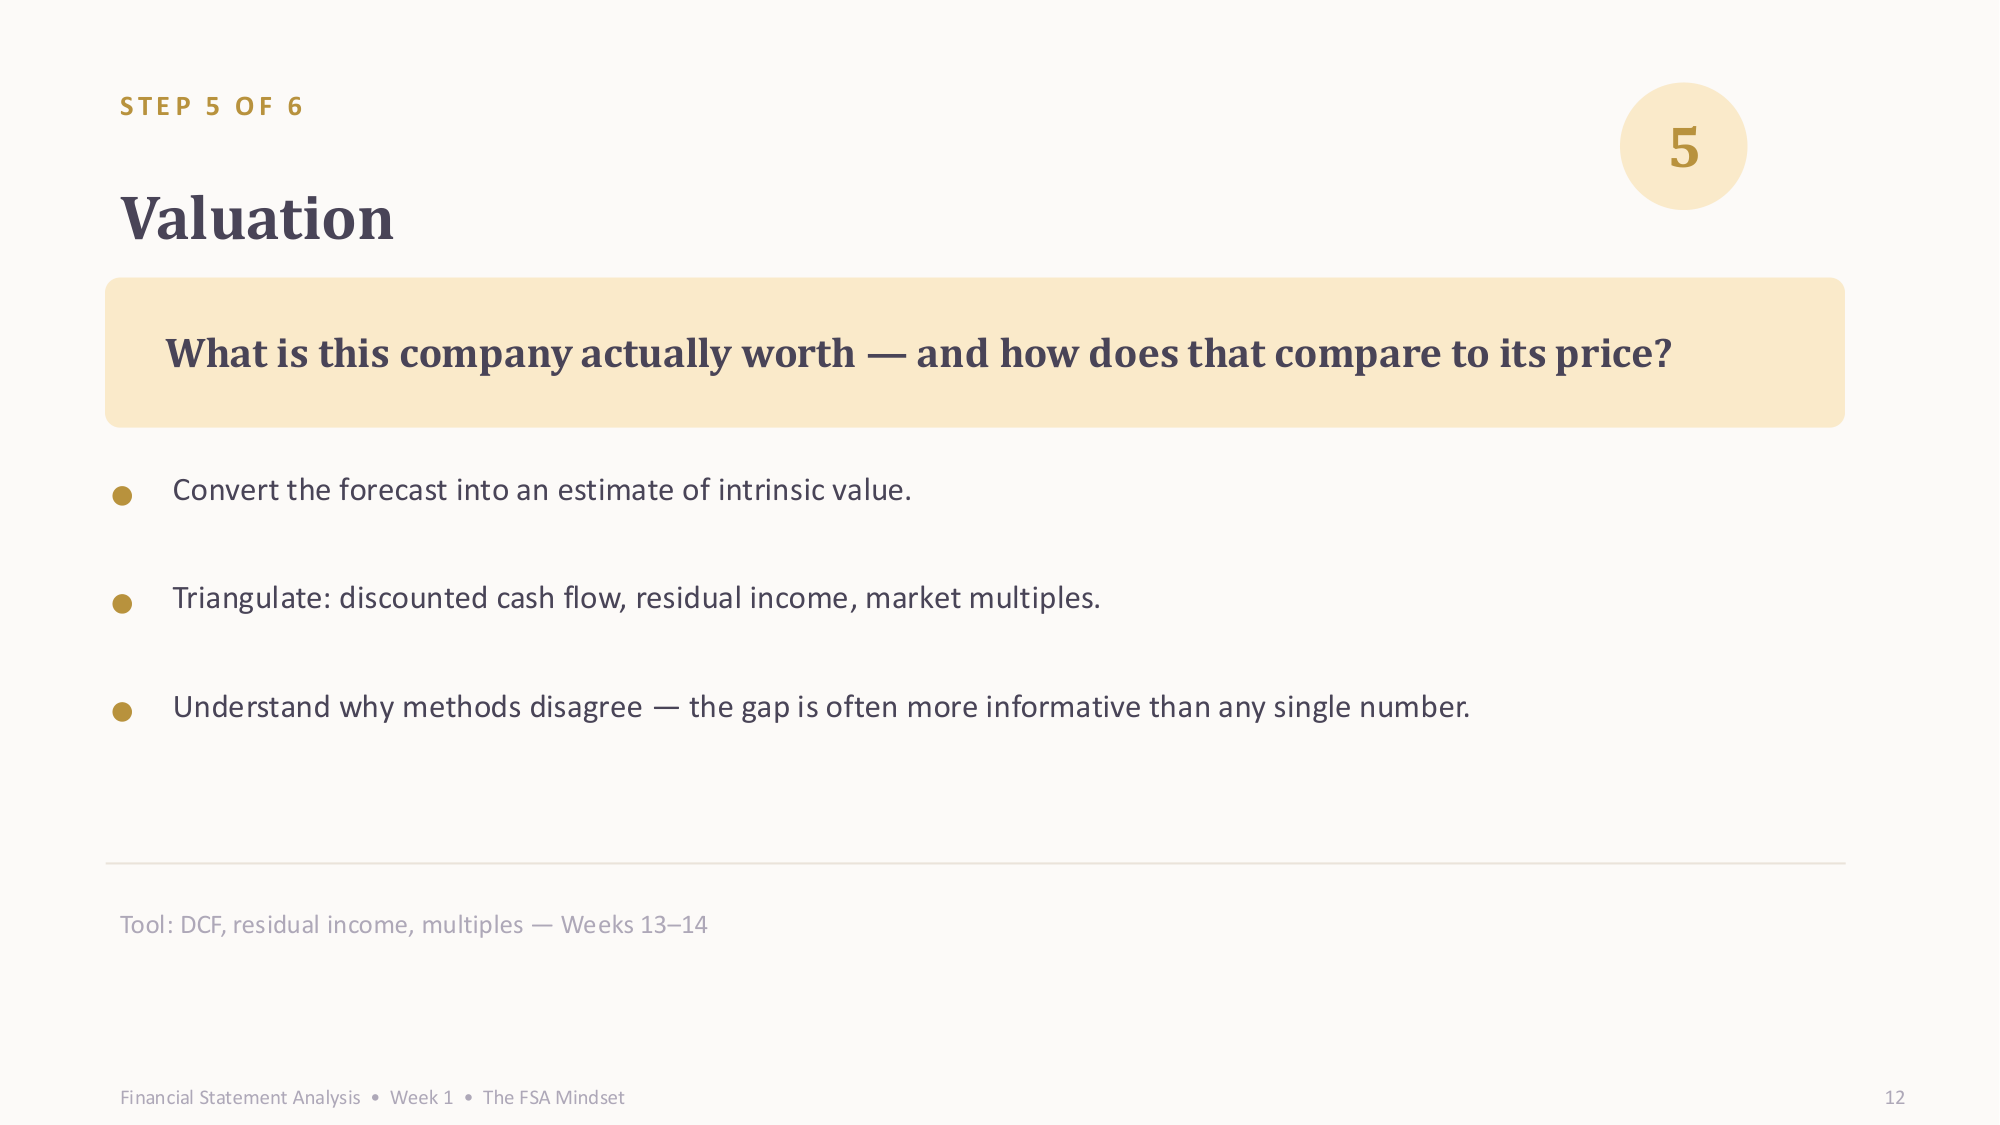 STEP 5 OF 6
5
Valuation
What is this company actually worth — and how does that compare to its price?
● Convert the forecast into an estimate of intrinsic value.
● Triangulate: discounted cash flow, residual income, market multiples.
● Understand why methods disagree — the gap is often more informative than any single number.
Tool: DCF, residual income, multiples — Weeks 13–14
Financial Statement Analysis • Week 1 • The FSA Mindset
12